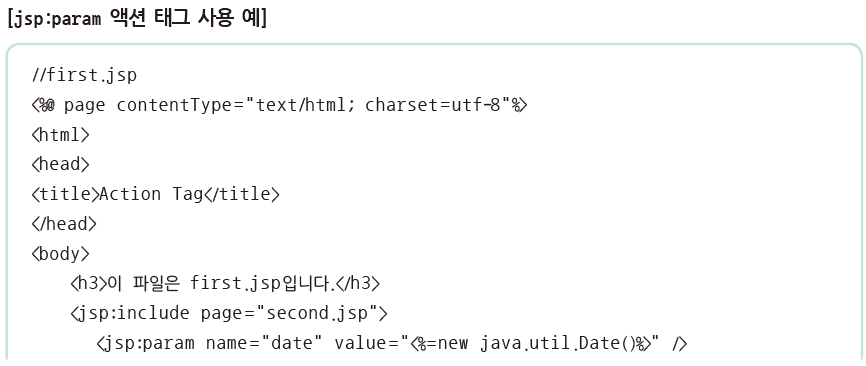 [jsp:param 액션 태그 사용 예]
//first.jsp
<%@ page contentType="text/html; charset=utf-8"%>
<html>
<head>
<title>Action Tag</title>
</head>
<body>
<h3>이 파일은 first.jsp입니다.</h3>
<jsp:include page="second.jsp">
<jsp:param name="date" value="<%=new java.util.Date()%>" />